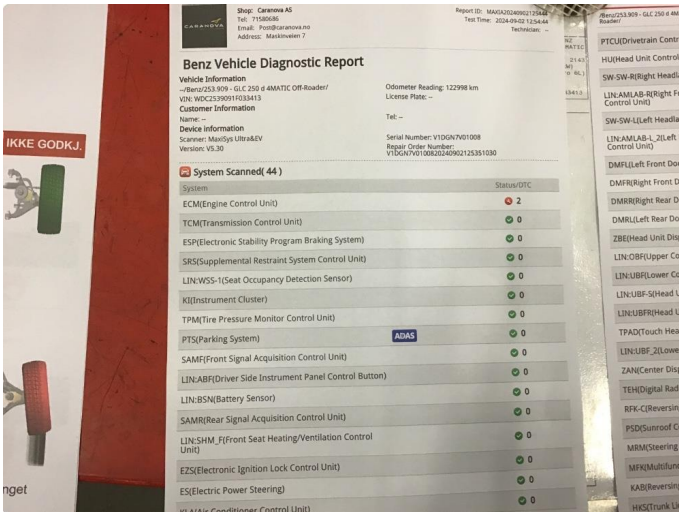 CARANOVA
Shop: Caranova AS
Tel: 71580686
Email: Post@caranova.no
Address: Maskinveien 7
Test Time: 2024-09-02 12:54:44
Technician: --
Benz Vehicle Diagnostic Report
Vehicle Information
--/Benz/253.909 - GLC 250 d 4MATIC Off-Roader/
VIN: WDC2539091F033413
Odometer Reading: 122998 km
License Plate: --
Customer Information
Name: --
Tel: --
Device information
Scanner: MaxiSys Ultra&EV
Version: V5.30
Serial Number: V1DGN7V01008
Repair Order Number:
V1DGN7V0100820240902125351030
System Scanned( 44 )
System Status/DTC
ECM(Engine Control Unit) 2
TCM(Transmission Control Unit) 0
ESP(Electronic Stability Program Braking System) 0
SRS(Supplemental Restraint System Control Unit) 0
LIN:WSS-1(Seat Occupancy Detection Sensor) 0
KI(Instrument Cluster) 0
TPM(Tire Pressure Monitor Control Unit) 0
PTS(Parking System) ADAS 0
SAMF(Front Signal Acquisition Control Unit) 0
LIN:ABF(Driver Side Instrument Panel Control Button) 0
LIN:BSN(Battery Sensor) 0
SAMR(Rear Signal Acquisition Control Unit) 0
LIN:SHM_F(Front Seat Heating/Ventilation Control
Unit) 0
EZS(Electronic Ignition Lock Control Unit) 0
ES(Electric Power Steering) 0
Conditioner Control Unit)
IKKE GODKJ.
nget
/Benz/253.909 - GLC 250 d
Roader/
PTCU(Drivetrain Contr
HU(Head Unit Control
SW-SW-R(Right Headla
LIN:AMLAB-R(Right Fr
Control Unit)
SW-SW-L(Left Headla
LIN:AMLAB-L_2(Left
Control Unit)
DMFL(Left Front Do
DMFR(Right Front D
DMRR(Right Rear D
DMRL(Left Rear Do
ZBE(Head Unit Disp
LIN:OBF(Upper Co
LIN:UBF(Lower Co
LIN:UBF-S(Head U
LIN:UBFR(Head U
TPAD(Touch Hea
LIN:UBF_2(Lowe
ZAN(Center Disp
TEH(Digital Rad
RFK-C(Reversin
PSD(Sunroof C
MRM(Steering
MFK(Multifun
KAB(Reversin
HKS(Trunk Li